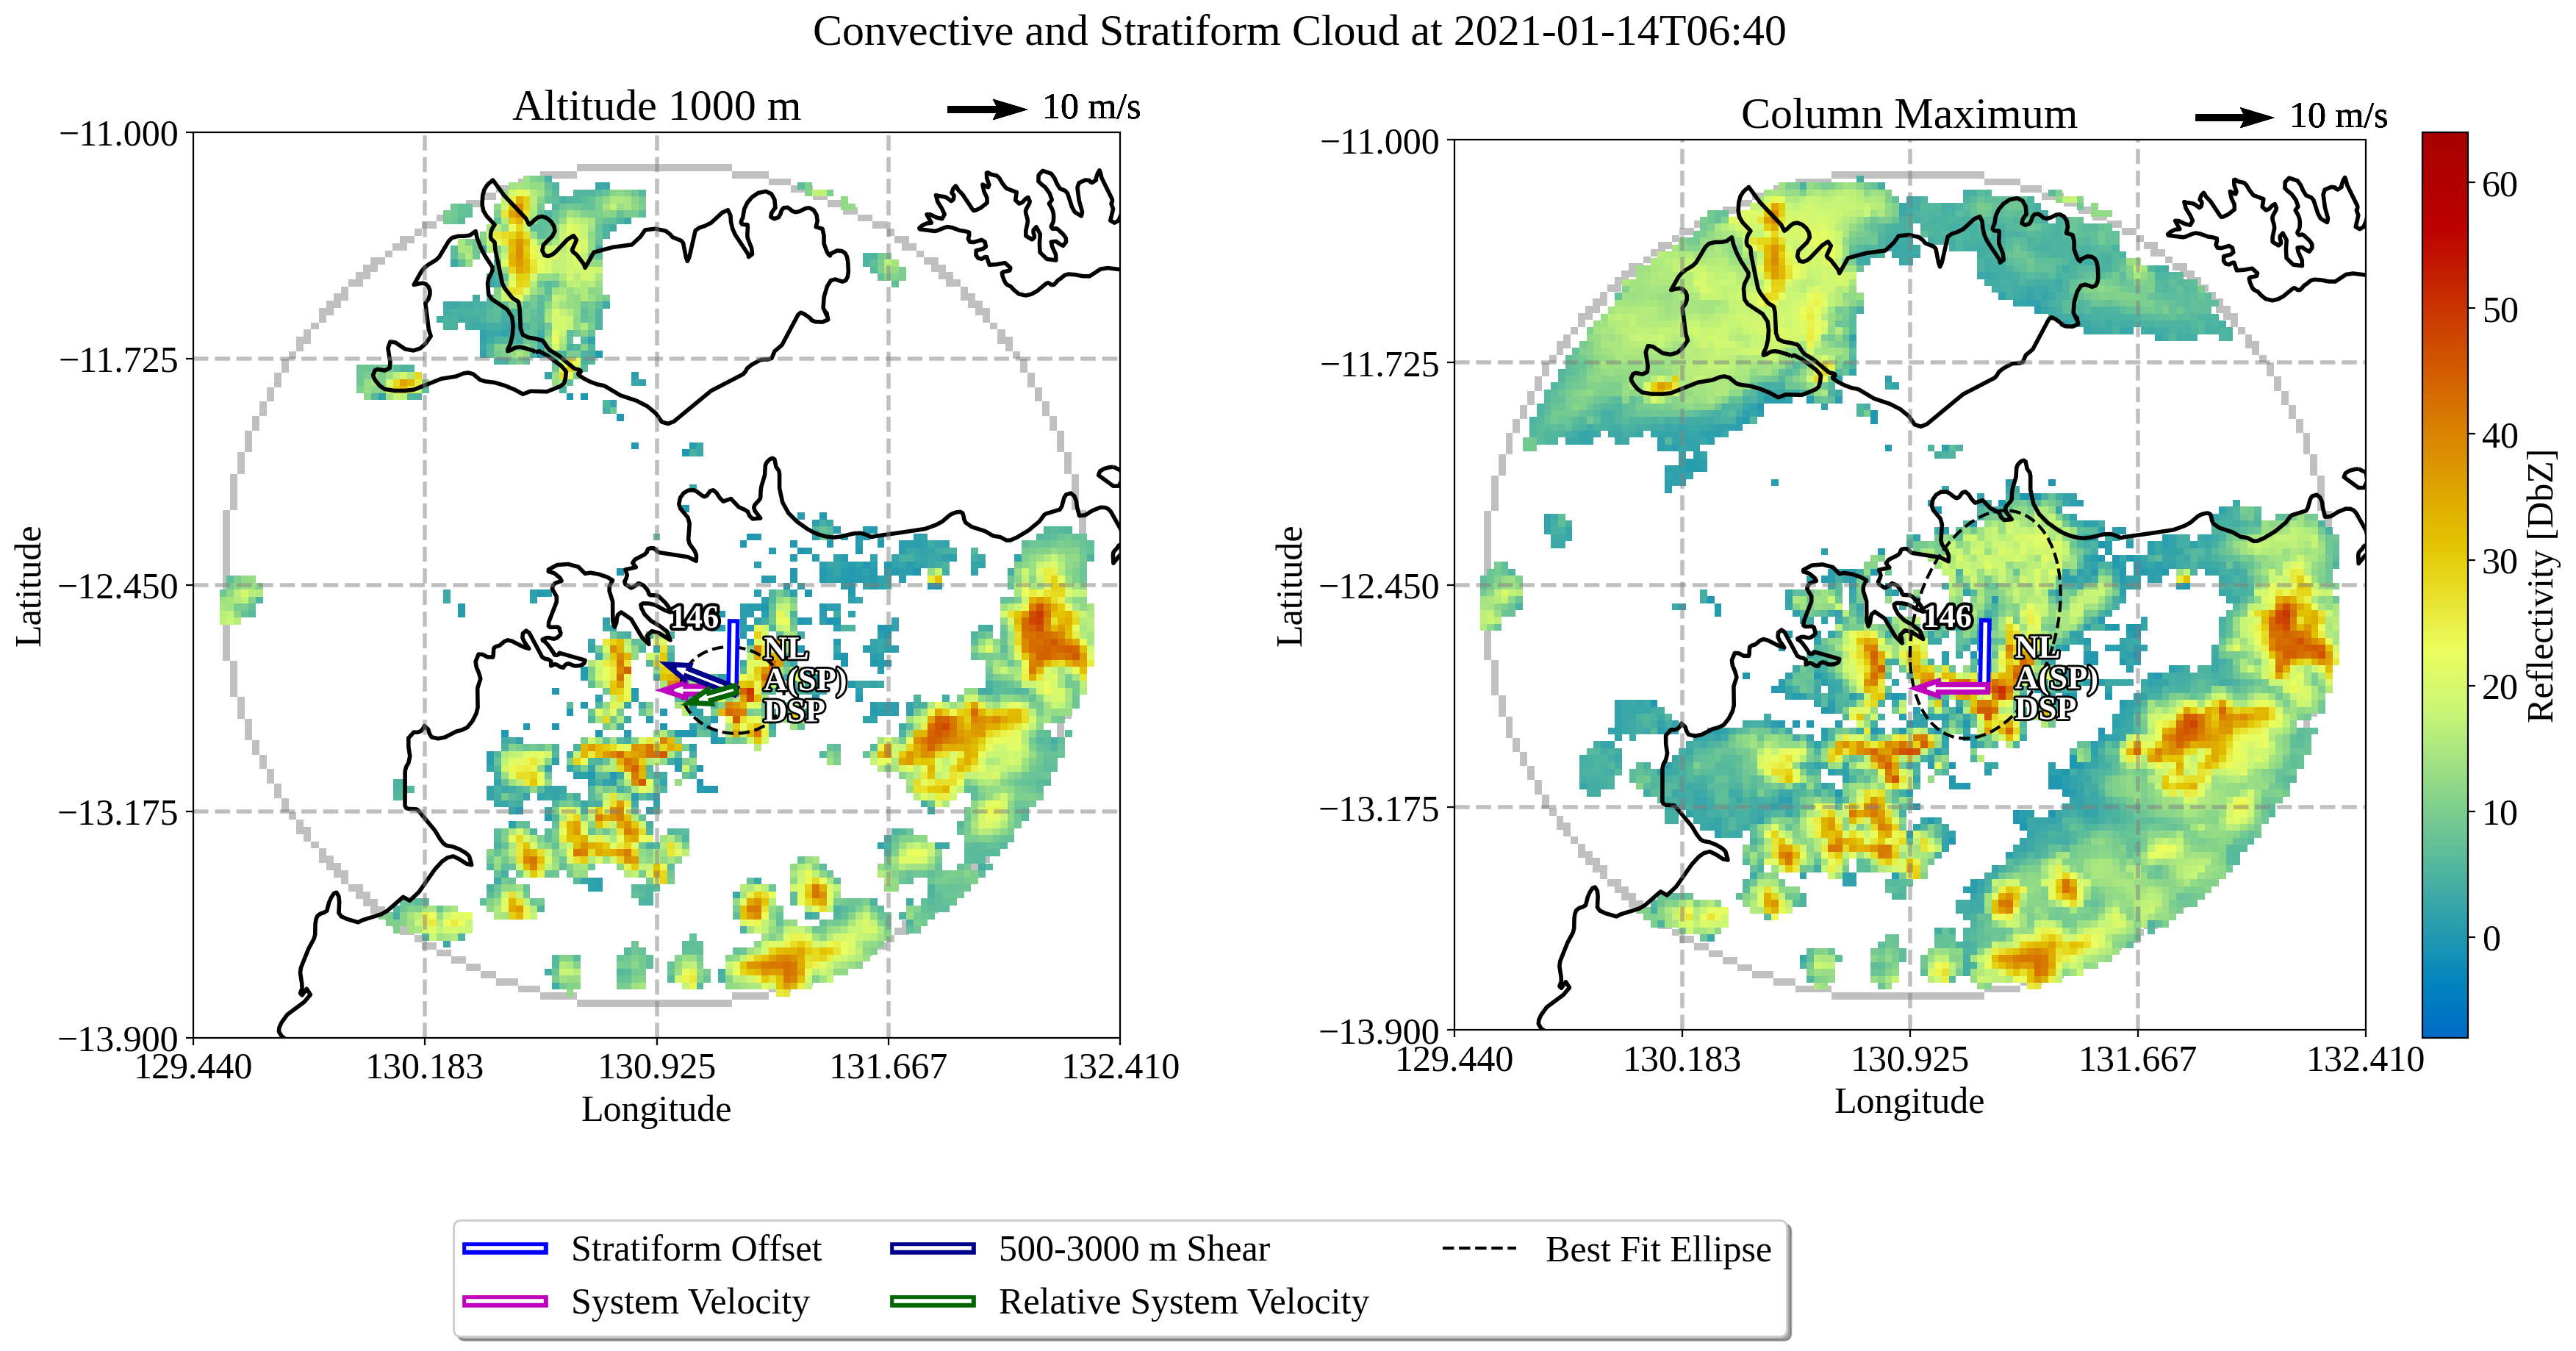 Convective and Stratiform Cloud at 2021-01-14T06:40
Altitude 1000 m
10 m/s
−11.000
−11.725
−12.450
−13.175
−13.900
129.440
130.183
130.925
131.667
132.410
Latitude
Longitude
146
NL
A(SP)
DSP
Column Maximum
10 m/s
−11.000
−11.725
−12.450
−13.175
−13.900
129.440
130.183
130.925
131.667
132.410
Latitude
Longitude
146
NL
A(SP)
DSP
60
50
40
30
20
10
0
Reflectivity [DbZ]
Stratiform Offset
500-3000 m Shear
Best Fit Ellipse
System Velocity
Relative System Velocity